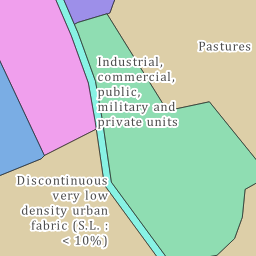 Pastures
Industrial,
commercial,
public,
military and
private units
Discontinuous
very low
density urban
fabric (S.L. :
< 10%)